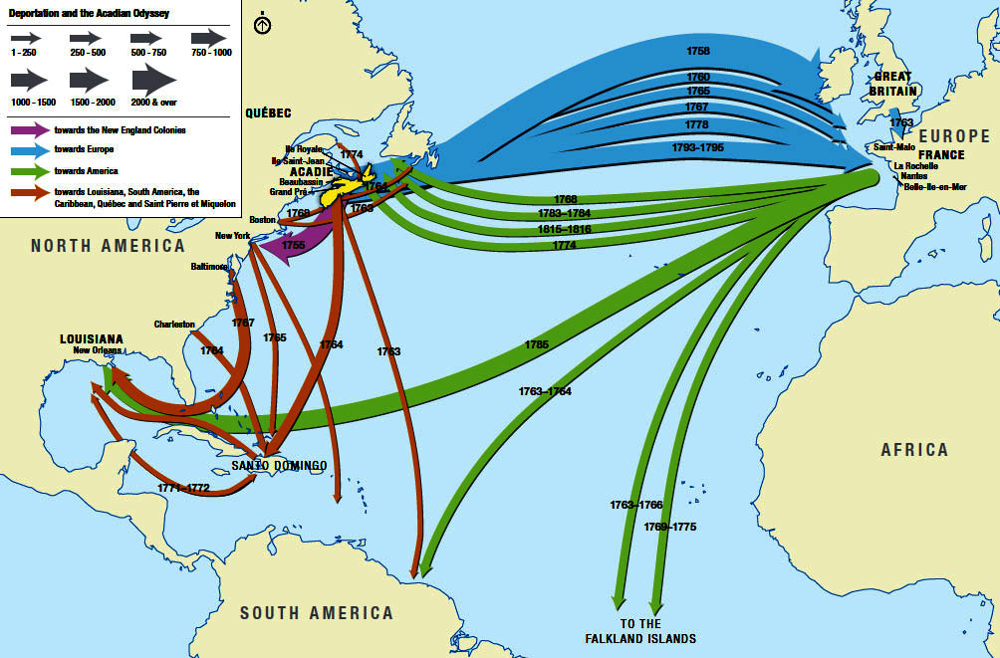 Deportation and the Acadian Odyssey
1 - 250
250 - 500
500 - 750
750 - 1000
1000 - 1500
1500 - 2000
2000 & over
towards the New England Colonies
towards Europe
towards America
towards Louisiana, South America, the
Caribbean, Québec and Saint Pierre et Miquelon
QUÉBEC
Ile Royale
Ile Saint-Jean
ACADIE
Beaubassin
Grand Pré
1774
1764
1763
1768
Boston
New York
1755
NORTH AMERICA
Baltimore
Charleston
LOUISIANA
New Orleans
1767
1764
1765
1764
1763
SANTO DOMINGO
1771–1772
SOUTH AMERICA
1758
1760
1765
1767
1778
1793-1795
1768
1783–1784
1815–1816
1774
1785
1763–1764
1763–1766
1769–1775
TO THE
FALKLAND ISLANDS
GREAT
BRITAIN
1763
EUROPE
Saint-Malo
FRANCE
La Rochelle
Nantes
Belle-Ile-en-Mer
AFRICA